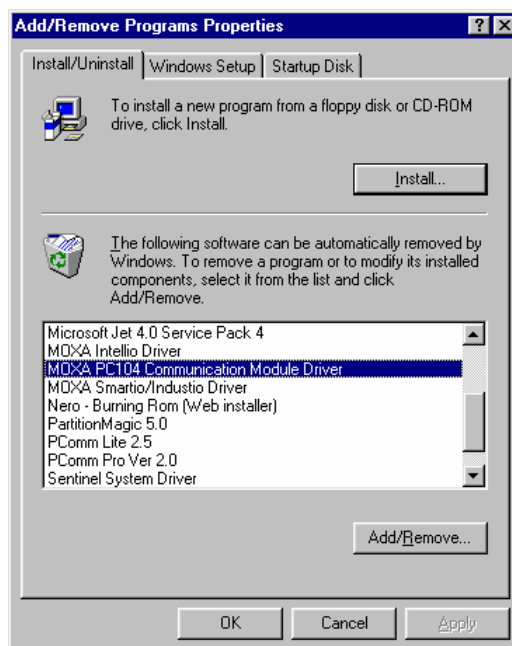 Add/Remove Programs Properties
Install/Uninstall
Windows Setup
Startup Disk
To install a new program from a floppy disk or CD-ROM
drive, click Install.
Install...
The following software can be automatically removed by
Windows. To remove a program or to modify its installed
components, select it from the list and click
Add/Remove.
Microsoft Jet 4.0 Service Pack 4
MOXA Intellio Driver
MOXA PC104 Communication Module Driver
MOXA Smartio/Industio Driver
Nero - Burning Rom (Web installer)
PartitionMagic 5.0
PComm Lite 2.5
PComm Pro Ver 2.0
Sentinel System Driver
Add/Remove...
OK
Cancel
Apply